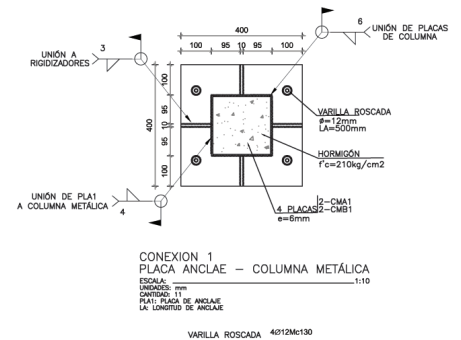 400
100 95 10 95 100
6
UNIÓN DE PLACAS
DE COLUMNA
3
UNIÓN A
RIGIDIZADORES
400
100
95
10
95
100
VARILLA ROSCADA
ø=12mm
LA=500mm
HORMIGÓN
f'c=210kg/cm2
UNIÓN DE PLA1
A COLUMNA METÁLICA
4
4 PLACAS
e=6mm
2-CMA1
2-CMB1
CONEXION 1
PLACA ANCLAE - COLUMNA METÁLICA
ESCALA: 1:10
UNIDADES: mm
CANTIDAD: 11
PLA1: PLACA DE ANCLAJE
LA: LONGITUD DE ANCLAJE
VARILLA ROSCADA 4Ø12Mc130